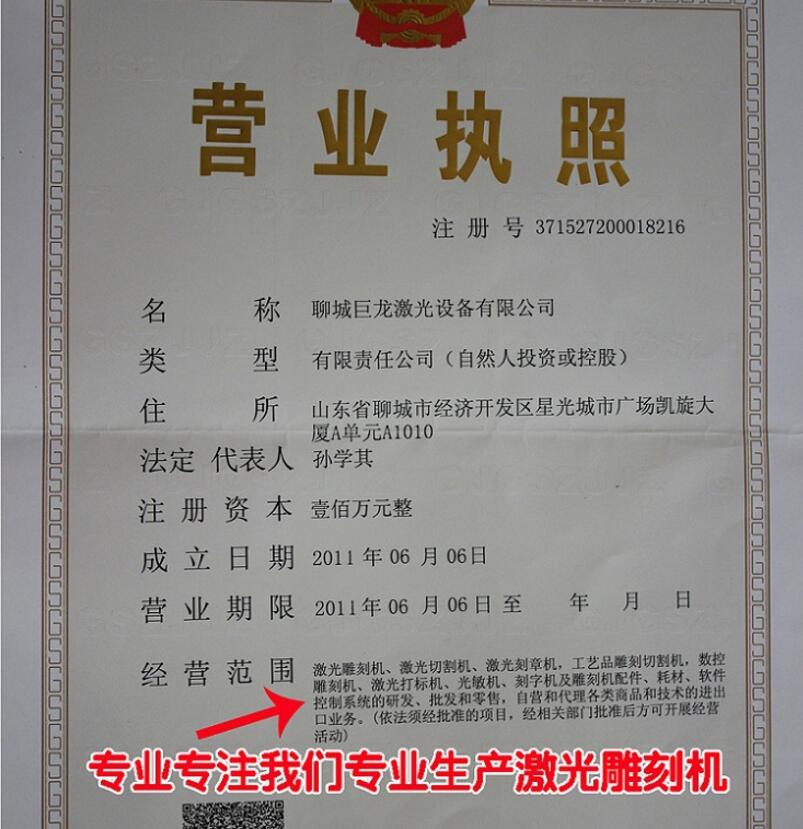 营业执照
注 册 号 371527200018216
名 称 聊城巨龙激光设备有限公司
类 型 有限责任公司（自然人投资或控股）
住 所 山东省聊城市经济开发区星光城市广场凯旋大
厦A单元A1010
法定 代表人 孙学其
注 册 资 本 壹佰万元整
成 立 日 期 2011 年 06 月 06日
营 业 期 限 2011年 06 月 06日 至 年 月 日
经 营 范 围 激光雕刻机、激光切割机、激光刻章机，工艺品雕刻切割机，数控
雕刻机、激光打标机、光敏机、刻字机及雕刻机配件、耗材、软件
控制系统的研发、批发和零售，自营和代理各类商品和技术的进出
口业务。(依法须经批准的项目，经相关部门批准后方可开展经营
活动)
专业专注我们专业生产激光雕刻机